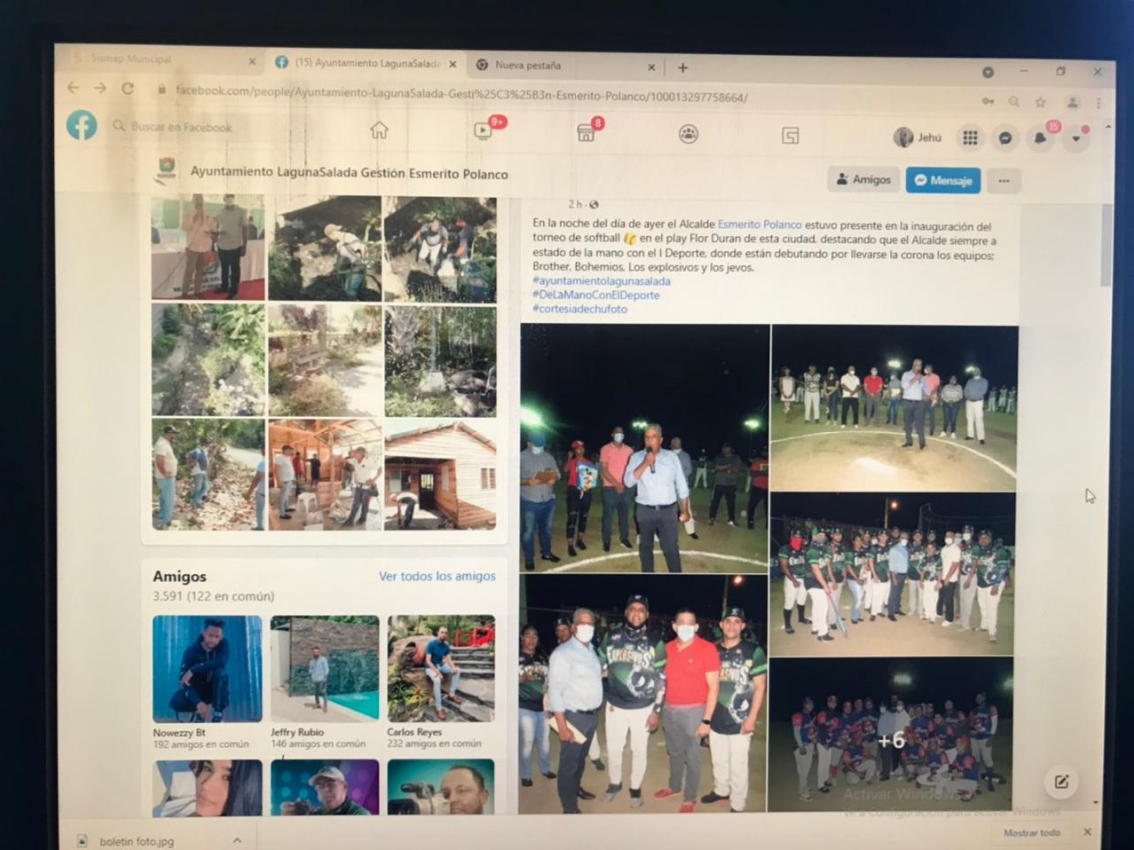 Sismap Municipal
(15) Ayuntamiento LagunaSalada
Nueva pestaña
facebook.com/people/Ayuntamiento-LagunaSalada-Gesti%25C3%25B3n-Esmerito-Polanco/100013297758664/
Buscar en Facebook
9+
8
Jehú
15
Ayuntamiento LagunaSalada Gestión Esmerito Polanco
Amigos
Mensaje
2 h ·
En la noche del día de ayer el Alcalde Esmerito Polanco estuvo presente en la inauguración del
torneo de softball en el play Flor Duran de esta ciudad, destacando que el Alcalde siempre a
estado de la mano con el l Deporte, donde están debutando por llevarse la corona los equipos:
Brother, Bohemios, Los explosivos y los jevos.
#ayuntamientolagunasalada
#DeLaManoConElDeporte
#cortesiadechufoto
Amigos
Ver todos los amigos
3.591 (122 en común)
Nowezzy Bt
192 amigos en común
Jeffry Rubio
146 amigos en común
Carlos Reyes
232 amigos en común
+6
Activar Windows
Ve a Configuración para activar Windows.
boletin foto.jpg
Mostrar todo